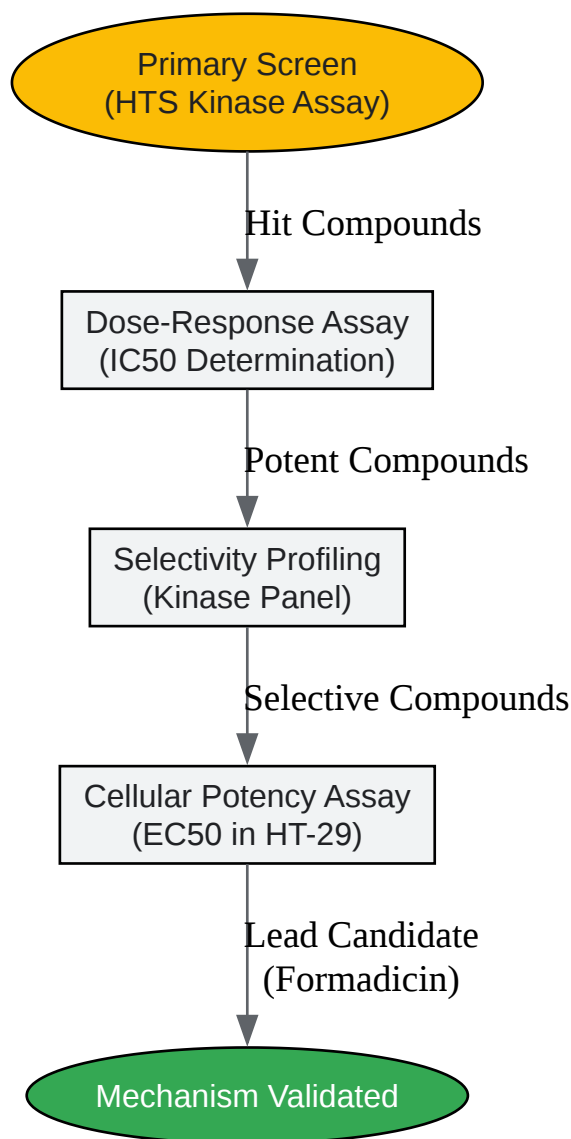 Primary Screen
(HTS Kinase Assay)
Hit Compounds
Dose-Response Assay
(IC50 Determination)
Potent Compounds
Selectivity Profiling
(Kinase Panel)
Selective Compounds
Cellular Potency Assay
(EC50 in HT-29)
Lead Candidate
(Formadicin)
Mechanism Validated